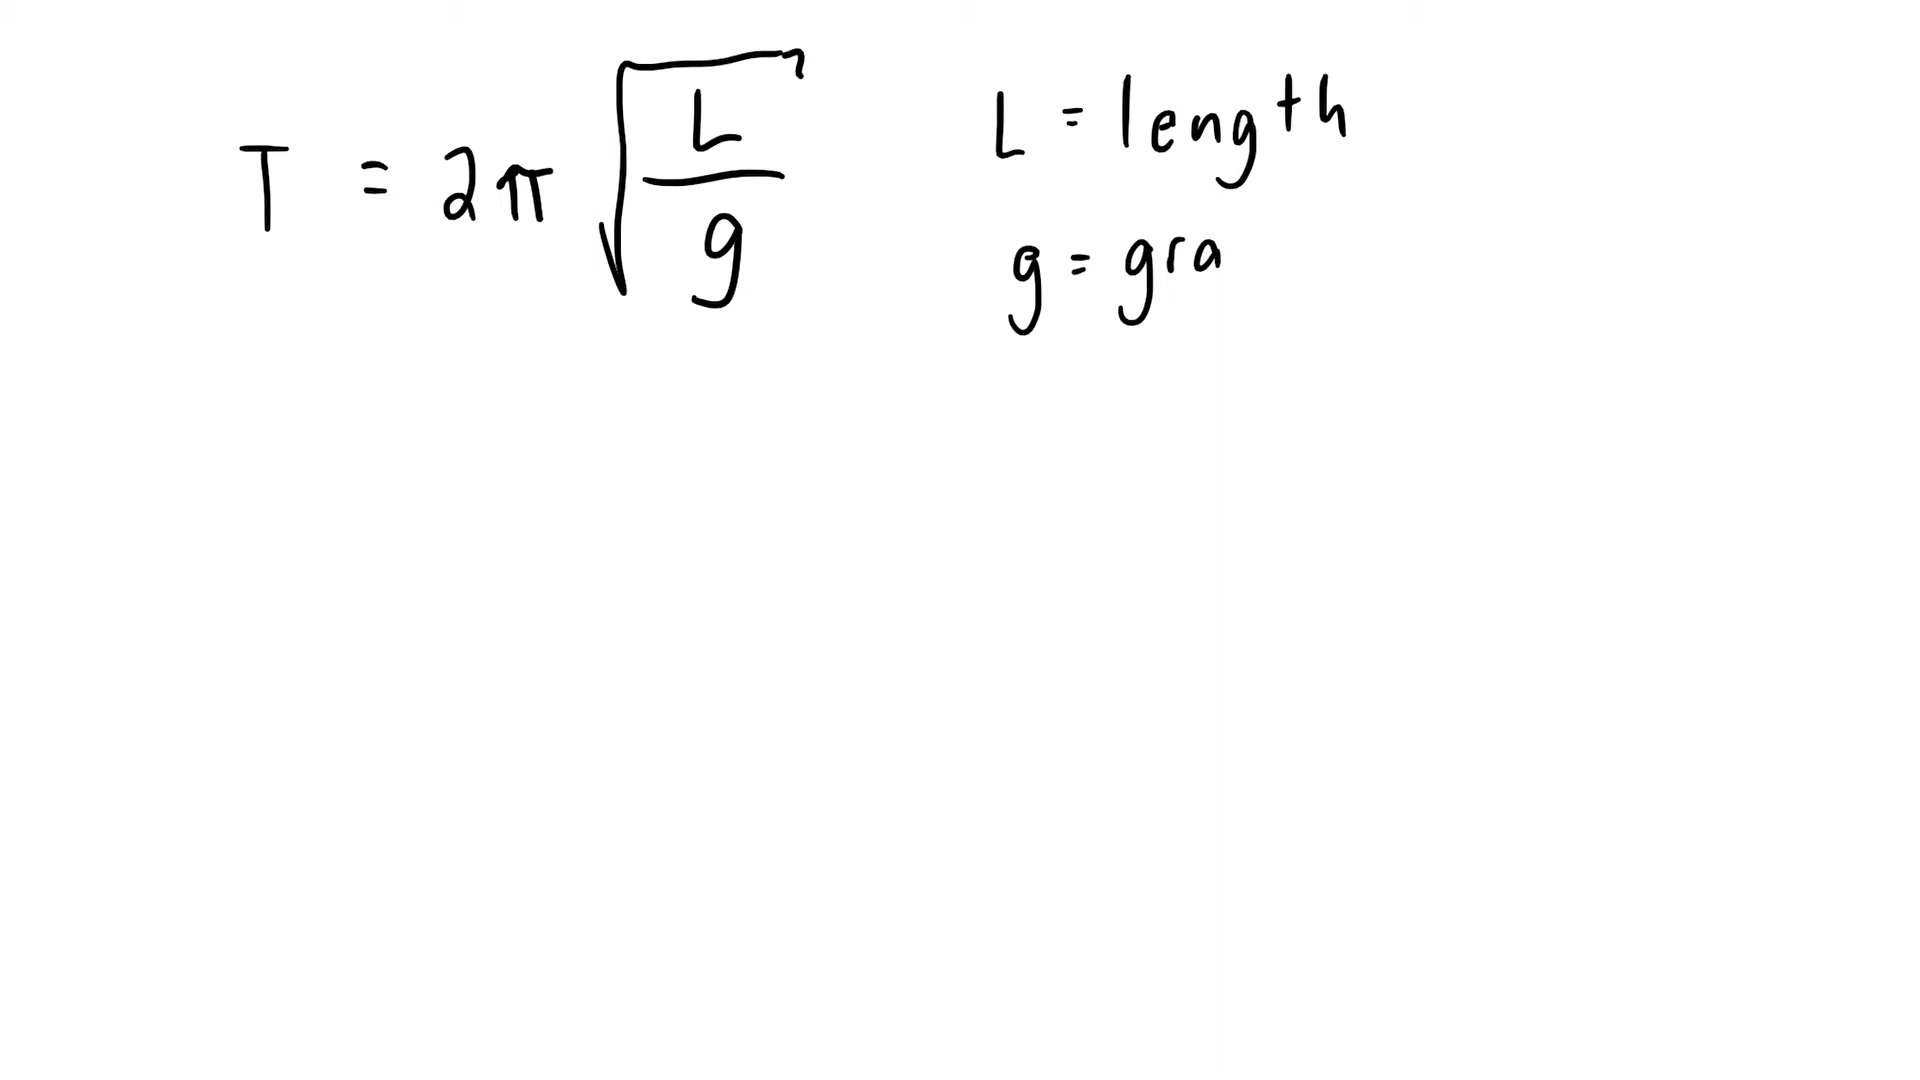 T = 2π √(L/g)
L = length
g = gra